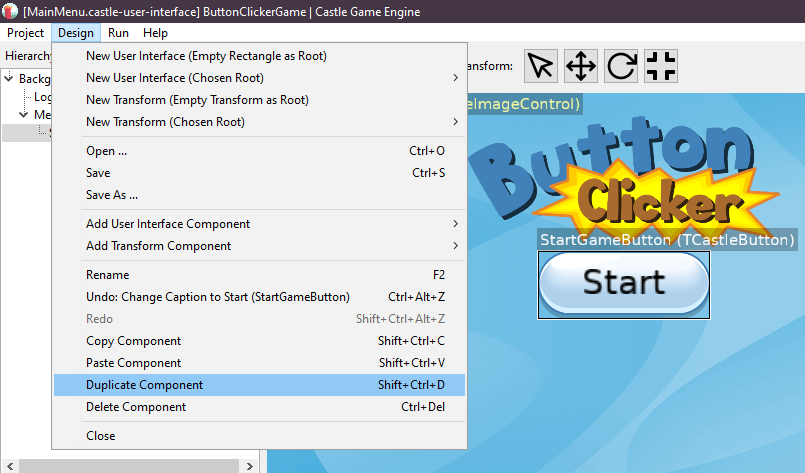 [MainMenu.castle-user-interface] ButtonClickerGame | Castle Game Engine
Project Design Run Help
Hierarchy
New User Interface (Empty Rectangle as Root)
New User Interface (Chosen Root)
New Transform (Empty Transform as Root)
New Transform (Chosen Root)
Open ... Ctrl+O
Save Ctrl+S
Save As ...
Add User Interface Component
Add Transform Component
Rename F2
Undo: Change Caption to Start (StartGameButton) Ctrl+Alt+Z
Redo Shift+Ctrl+Alt+Z
Copy Component Shift+Ctrl+C
Paste Component Shift+Ctrl+V
Duplicate Component Shift+Ctrl+D
Delete Component Ctrl+Del
Close
Backg
Log
Me
S
ansform:
eImageControl)
Button
Clicker
StartGameButton (TCastleButton)
Start